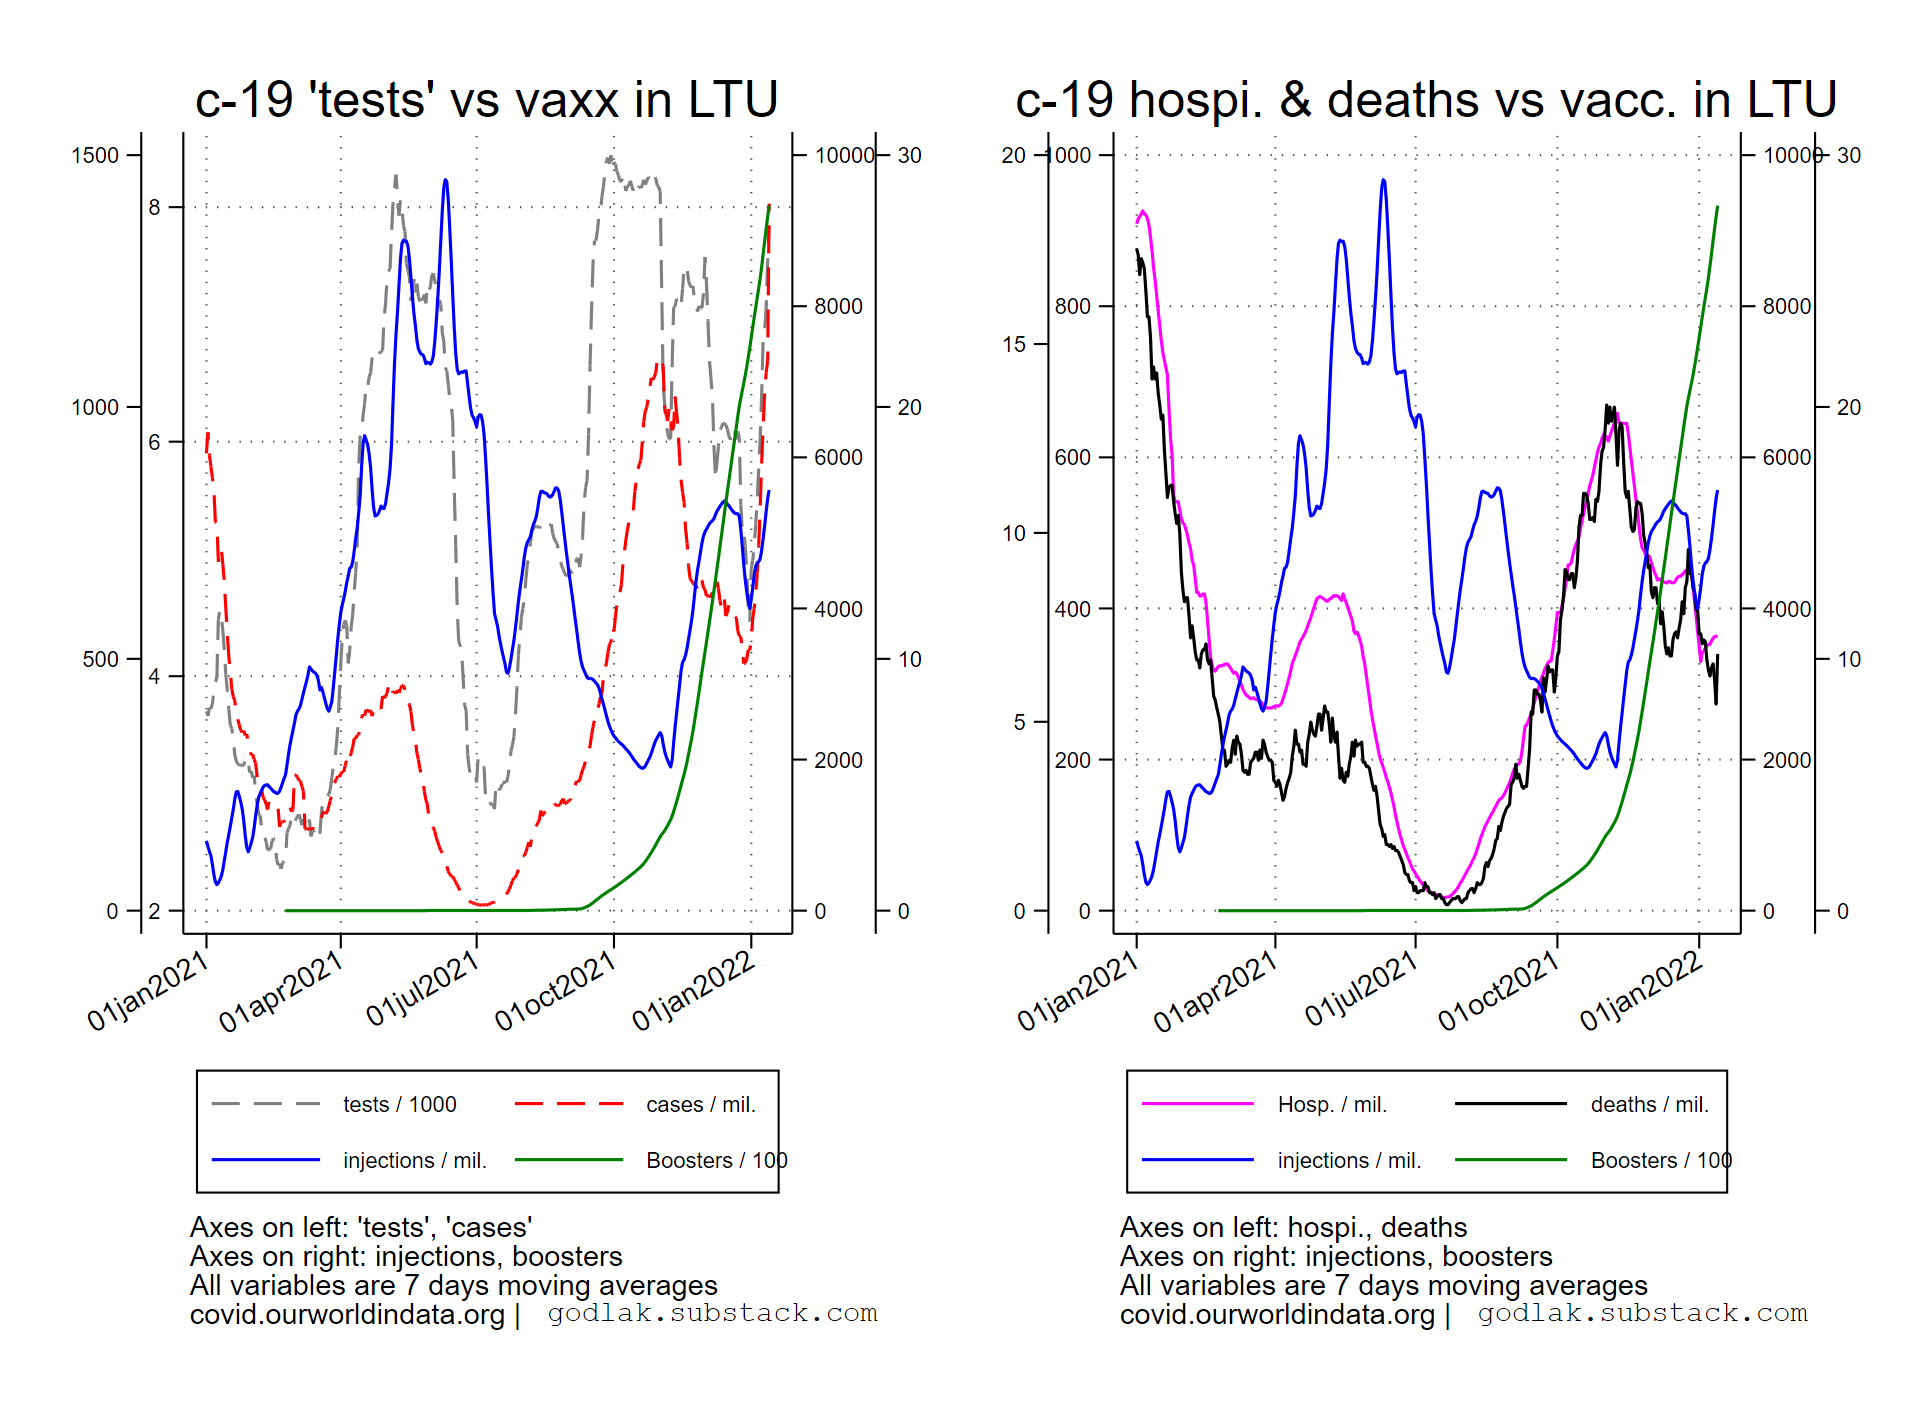 c-19 'tests' vs vaxx in LTU
1500
1000
500
0
8
6
4
2
10000
8000
6000
4000
2000
0
30
20
10
0
01jan2021
01apr2021
01jul2021
01oct2021
01jan2022
tests / 1000
cases / mil.
injections / mil.
Boosters / 100
Axes on left: 'tests', 'cases'
Axes on right: injections, boosters
All variables are 7 days moving averages
covid.ourworldindata.org | godlak.substack.com
c-19 hospi. & deaths vs vacc. in LTU
20
15
10
5
0
1000
800
600
400
200
0
10000
8000
6000
4000
2000
0
30
20
10
0
01jan2021
01apr2021
01jul2021
01oct2021
01jan2022
Hosp. / mil.
deaths / mil.
injections / mil.
Boosters / 100
Axes on left: hospi., deaths
Axes on right: injections, boosters
All variables are 7 days moving averages
covid.ourworldindata.org | godlak.substack.com